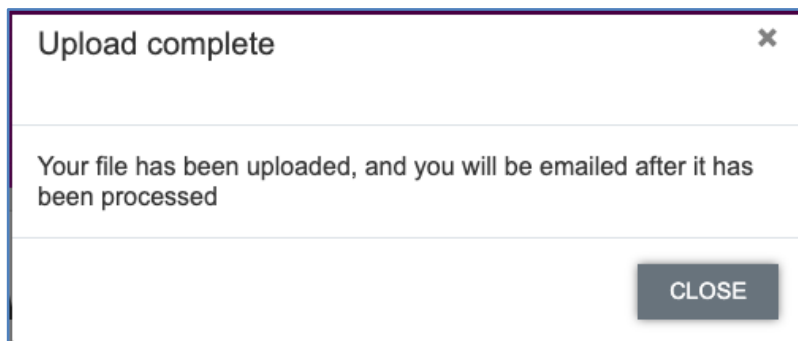 Upload complete
Your file has been uploaded, and you will be emailed after it has
been processed
CLOSE